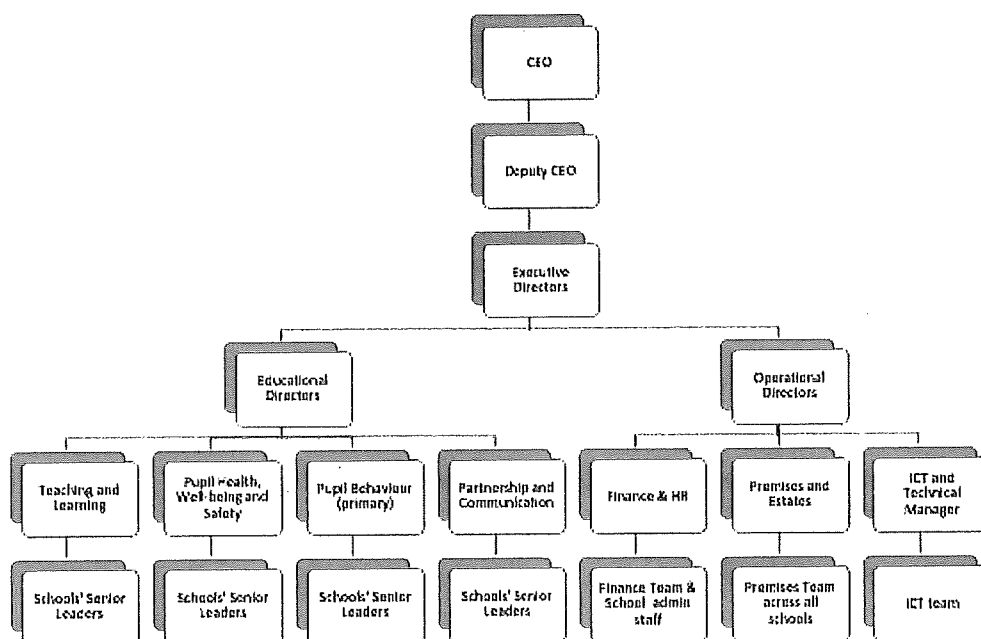 CEO
Deputy CEO
Executive
Directors
Educational
Directors
Operational
Directors
Teaching and
Learning
Pupil Health,
Well-being and
Safety
Pupil Behaviour
(primary)
Partnership and
Communication
Finance & HR
Premises and
Estates
ICT and
Technical
Manager
Schools' Senior
Leaders
Schools' Senior
Leaders
Schools' Senior
Leaders
Schools' Senior
Leaders
Finance Team &
School admin
staff
Premises Team
across all
schools
ICT team